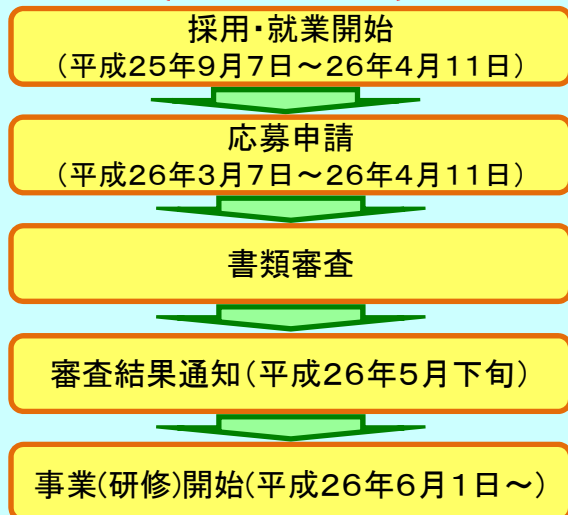 採用・就業開始
(平成25年9月7日～26年4月11日)
応募申請
(平成26年3月7日～26年4月11日)
書類審査
審査結果通知(平成26年5月下旬)
事業(研修)開始(平成26年6月1日～)